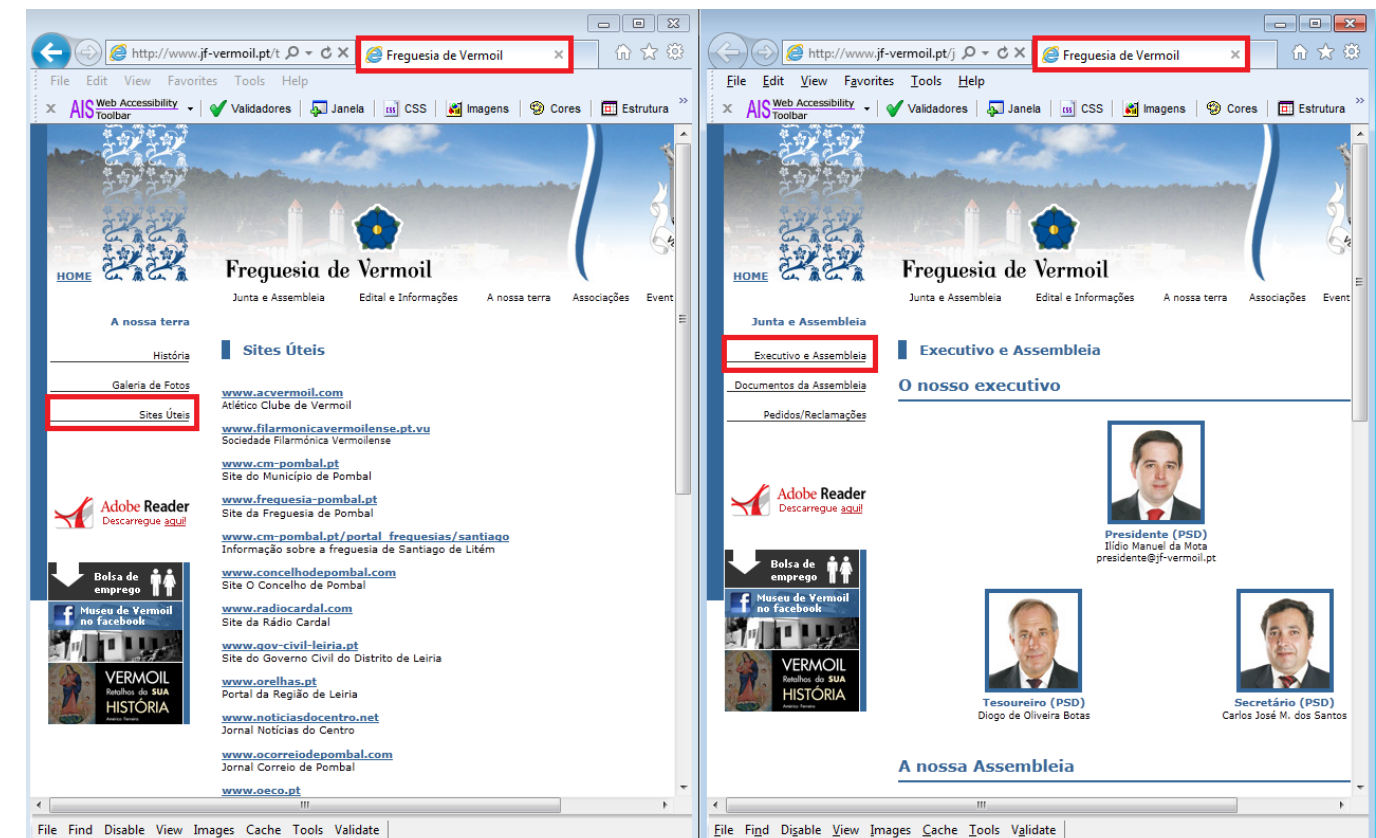 http://www.jf-vermoil.pt/t
Freguesia de Vermoil
File Edit View Favorites Tools Help
x AIS Web Accessibility Toolbar Validadores Janela css CSS Imagens Cores Estrutura »
HOME
Freguesia de Vermoil
Junta e Assembleia Edital e Informações A nossa terra Associações Event
A nossa terra
História
Galeria de Fotos
Sites Úteis
Adobe Reader
Descarregue aqui!
Bolsa de
emprego
Museu de Vermoil
no facebook
VERMOIL
Retalhos da SUA
HISTÓRIA
Sites Úteis
www.acvermoil.com
Atlético Clube de Vermoil
www.filarmonicavermoilense.pt.vu
Sociedade Filarmónica Vermoilense
www.cm-pombal.pt
Site do Município de Pombal
www.freguesia-pombal.pt
Site da Freguesia de Pombal
www.cm-pombal.pt/portal_freguesias/santiago
Informação sobre a freguesia de Santiago de Litém
www.concelhodepombal.com
Site O Concelho de Pombal
www.radiocardal.com
Site da Rádio Cardal
www.gov-civil-leiria.pt
Site do Governo Civil do Distrito de Leiria
www.orelhas.pt
Portal da Região de Leiria
www.noticiasdocentro.net
Jornal Notícias do Centro
www.ocorreiodepombal.com
Jornal Correio de Pombal
www.oeco.pt
File Find Disable View Images Cache Tools Validate
http://www.jf-vermoil.pt/j
Freguesia de Vermoil
File Edit View Favorites Tools Help
x AIS Web Accessibility Toolbar Validadores Janela css CSS Imagens Cores Estrutura »
HOME
Freguesia de Vermoil
Junta e Assembleia Edital e Informações A nossa terra Associações Event
Junta e Assembleia
Executivo e Assembleia
Documentos da Assembleia
Pedidos/Reclamações
Adobe Reader
Descarregue aqui!
Bolsa de
emprego
Museu de Vermoil
no facebook
VERMOIL
Retalhos da SUA
HISTÓRIA
Executivo e Assembleia
O nosso executivo
Presidente (PSD)
Ilídio Manuel da Mota
presidente@jf-vermoil.pt
Tesoureiro (PSD)
Diogo de Oliveira Botas
Secretário (PSD)
Carlos José M. dos Santos
A nossa Assembleia
File Find Disable View Images Cache Tools Validate